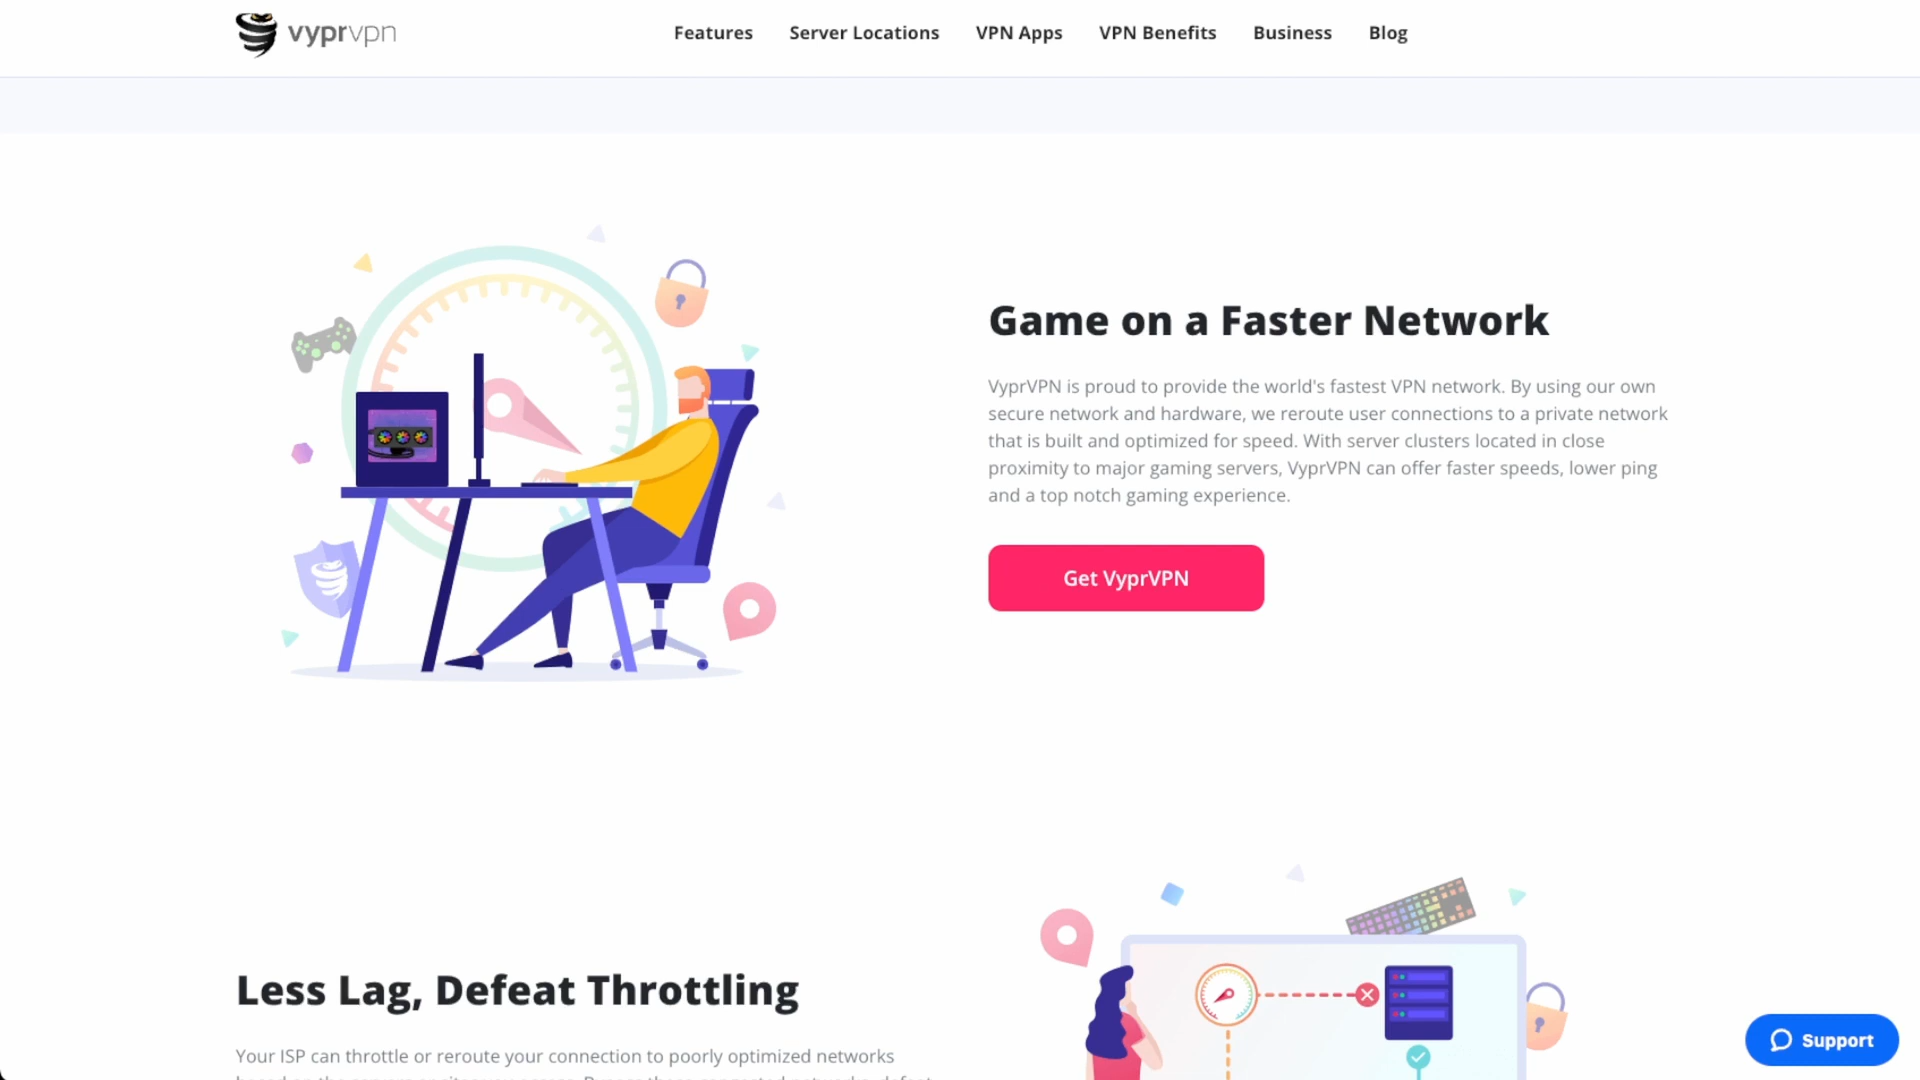 vyprvpn
Features
Server Locations
VPN Apps
VPN Benefits
Business
Blog
Game on a Faster Network
VyprVPN is proud to provide the world's fastest VPN network. By using our own
secure network and hardware, we reroute user connections to a private network
that is built and optimized for speed. With server clusters located in close
proximity to major gaming servers, VyprVPN can offer faster speeds, lower ping
and a top notch gaming experience.
Get VyprVPN
Less Lag, Defeat Throttling
Your ISP can throttle or reroute your connection to poorly optimized networks
Support